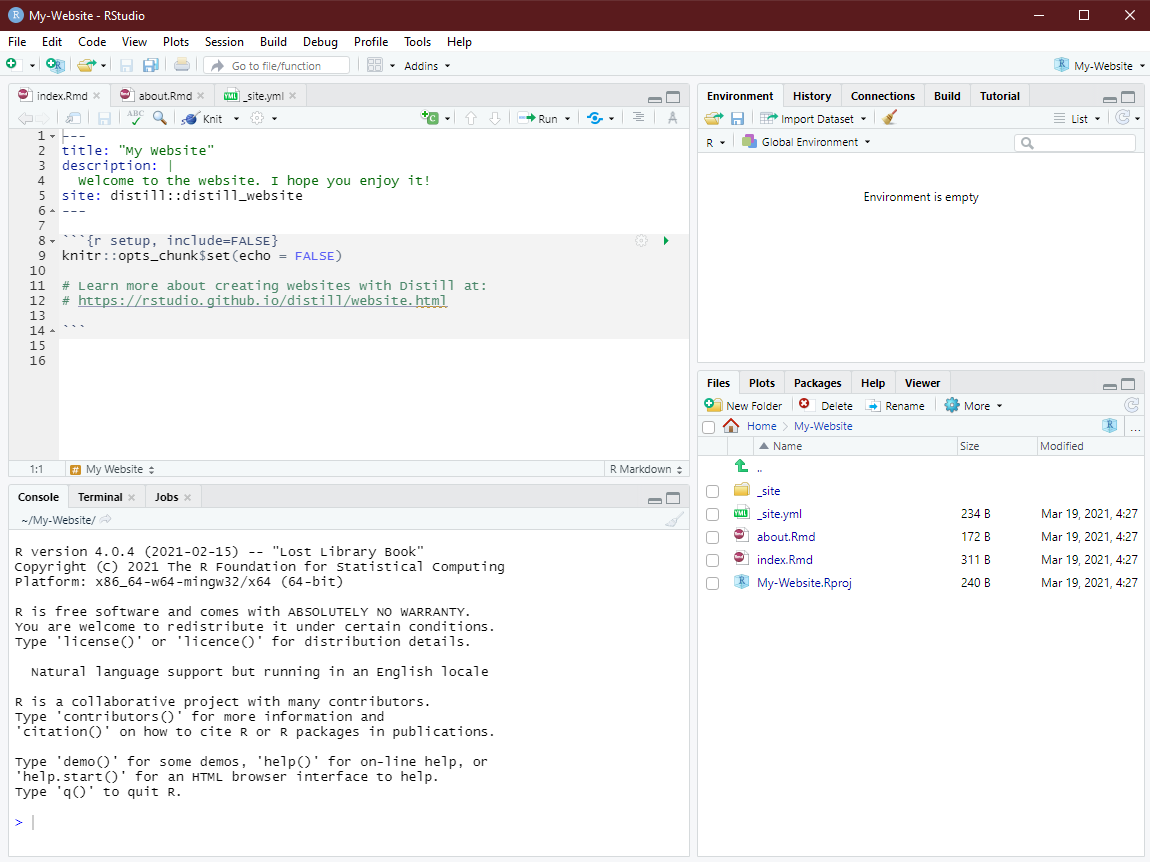 My-Website - RStudio
File Edit Code View Plots Session Build Debug Profile Tools Help
Go to file/function Addins My-Website
index.Rmd about.Rmd _site.yml
ABC Knit Run
1 ---
2 title: "My Website"
3 description: |
4 Welcome to the website. I hope you enjoy it!
5 site: distill::distill_website
6 ---
7
8 ```{r setup, include=FALSE}
9 knitr::opts_chunk$set(echo = FALSE)
10
11 # Learn more about creating websites with Distill at:
12 # https://rstudio.github.io/distill/website.html
13
14 ```
15
16
1:1 # My Website R Markdown
Console Terminal Jobs
~/My-Website/
R version 4.0.4 (2021-02-15) -- "Lost Library Book"
Copyright (C) 2021 The R Foundation for Statistical Computing
Platform: x86_64-w64-mingw32/x64 (64-bit)
R is free software and comes with ABSOLUTELY NO WARRANTY.
You are welcome to redistribute it under certain conditions.
Type 'license()' or 'licence()' for distribution details.
Natural language support but running in an English locale
R is a collaborative project with many contributors.
Type 'contributors()' for more information and
'citation()' on how to cite R or R packages in publications.
Type 'demo()' for some demos, 'help()' for on-line help, or
'help.start()' for an HTML browser interface to help.
Type 'q()' to quit R.
>
Environment History Connections Build Tutorial
Import Dataset List
R Global Environment
Environment is empty
Files Plots Packages Help Viewer
New Folder Delete Rename More
Home My-Website ...
Name Size Modified
..
_site
_site.yml 234 B Mar 19, 2021, 4:27
about.Rmd 172 B Mar 19, 2021, 4:27
index.Rmd 311 B Mar 19, 2021, 4:27
My-Website.Rproj 240 B Mar 19, 2021, 4:27